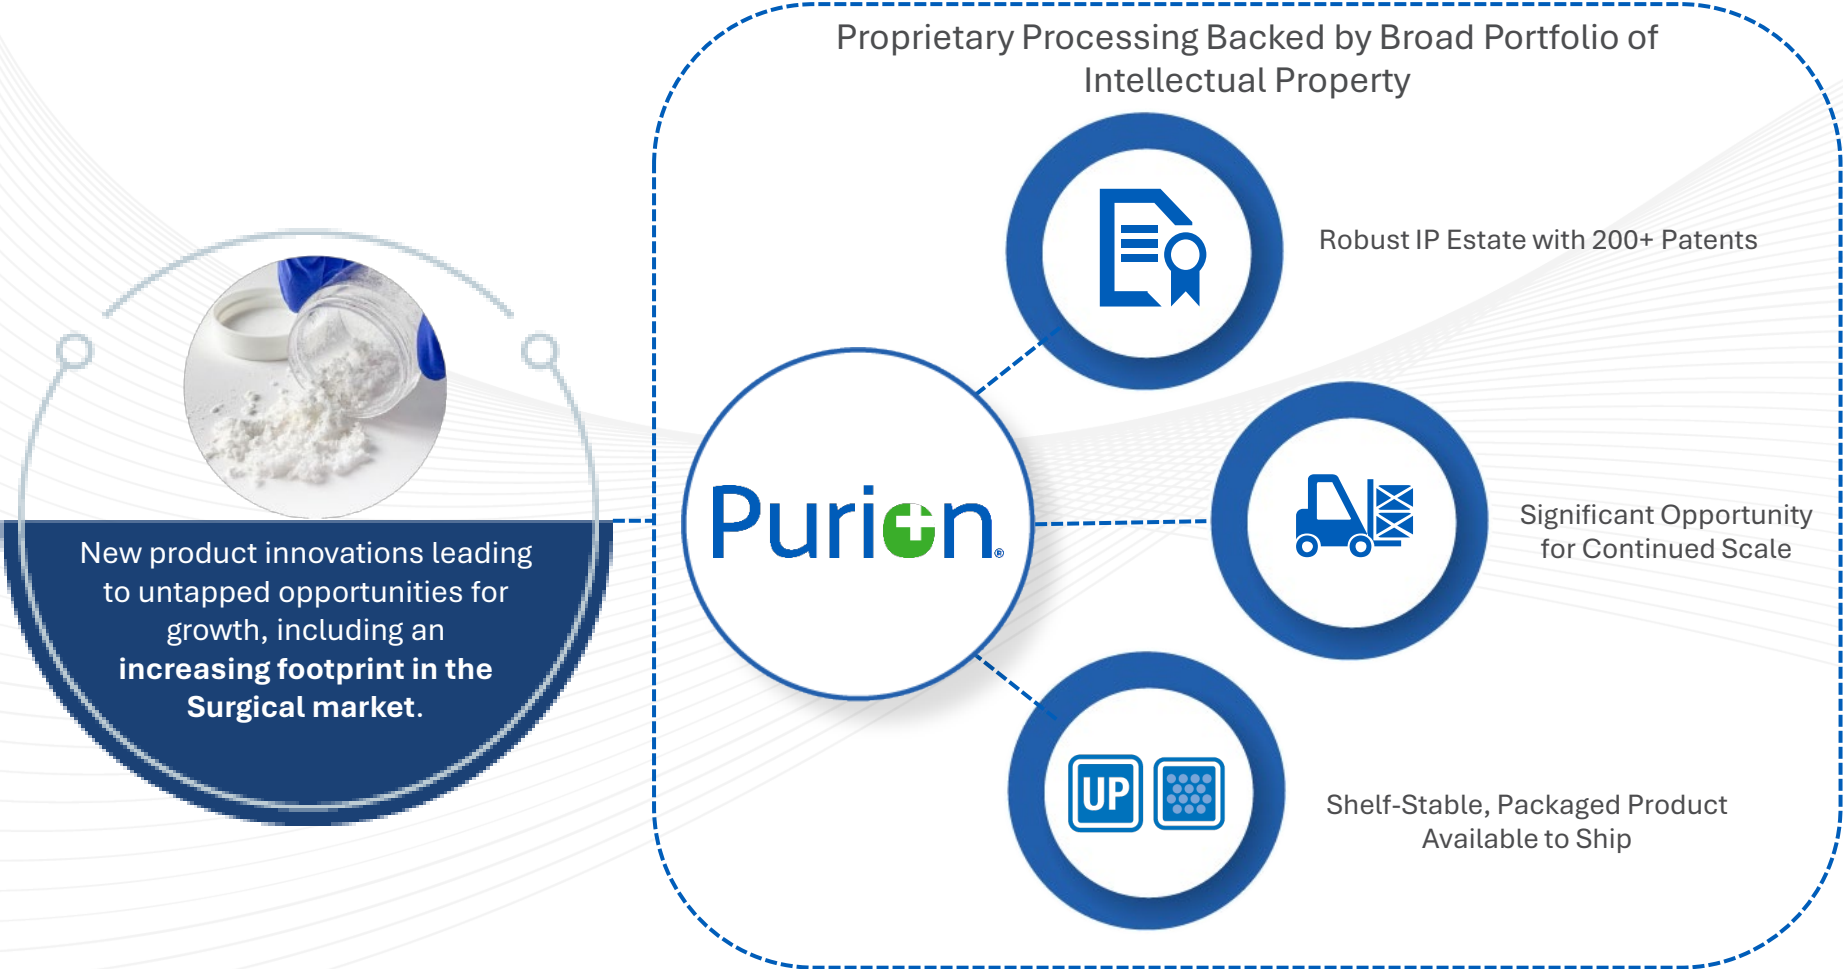 Proprietary Processing Backed by Broad Portfolio of
Intellectual Property
Robust IP Estate with 200+ Patents
New product innovations leading
to untapped opportunities for
growth, including an
increasing footprint in the
Surgical market.
Purion®
Significant Opportunity
for Continued Scale
UP
Shelf-Stable, Packaged Product
Available to Ship